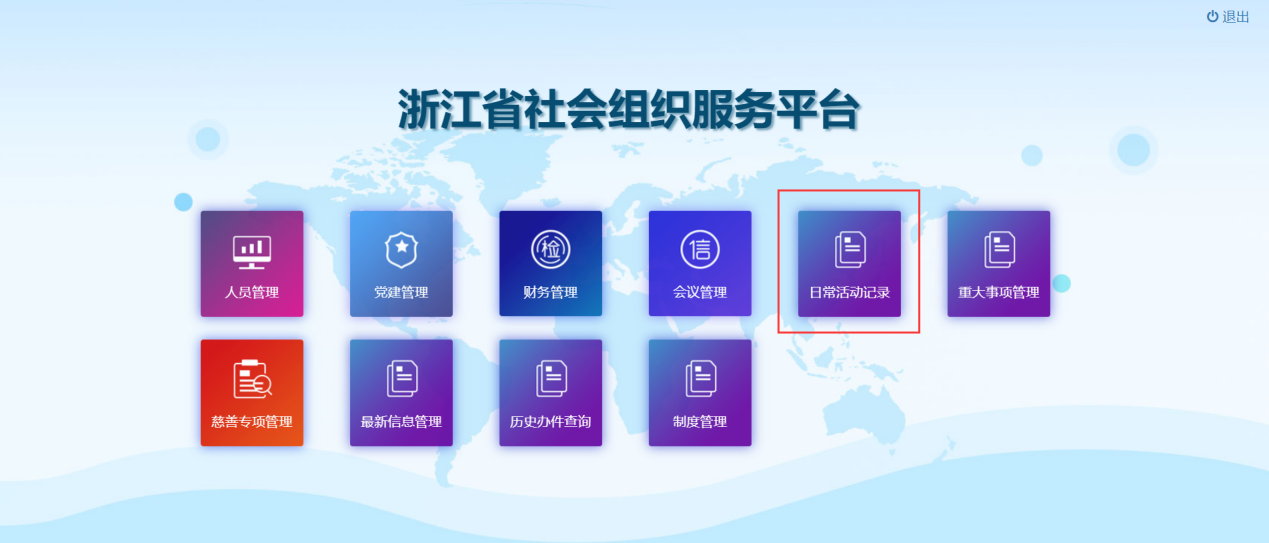 退出
浙江省社会组织服务平台
人员管理
党建管理
检
财务管理
信
会议管理
日常活动记录
重大事项管理
慈善专项管理
最新信息管理
历史办件查询
制度管理